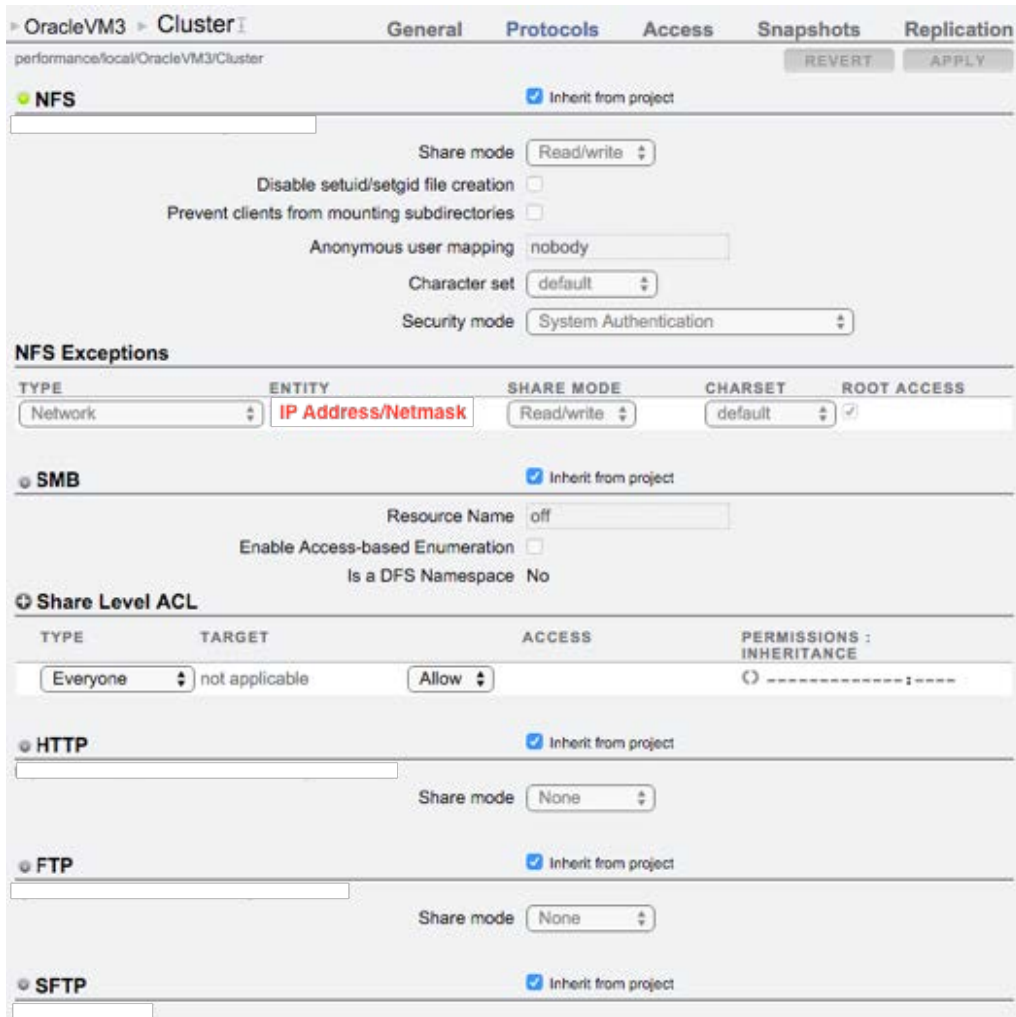 OracleVM3 Cluster General Protocols Access Snapshots Replication
performance/local/OracleVM3/Cluster REVERT APPLY
NFS Inherit from project
Share mode Read/write
Disable setuid/setgid file creation
Prevent clients from mounting subdirectories
Anonymous user mapping nobody
Character set default
Security mode System Authentication
NFS Exceptions
TYPE ENTITY SHARE MODE CHARSET ROOT ACCESS
Network IP Address/Netmask Read/write default
SMB Inherit from project
Resource Name off
Enable Access-based Enumeration
Is a DFS Namespace No
Share Level ACL
TYPE TARGET ACCESS PERMISSIONS :
INHERITANCE
Everyone not applicable Allow () -------------:----
HTTP Inherit from project
Share mode None
FTP Inherit from project
Share mode None
SFTP Inherit from project